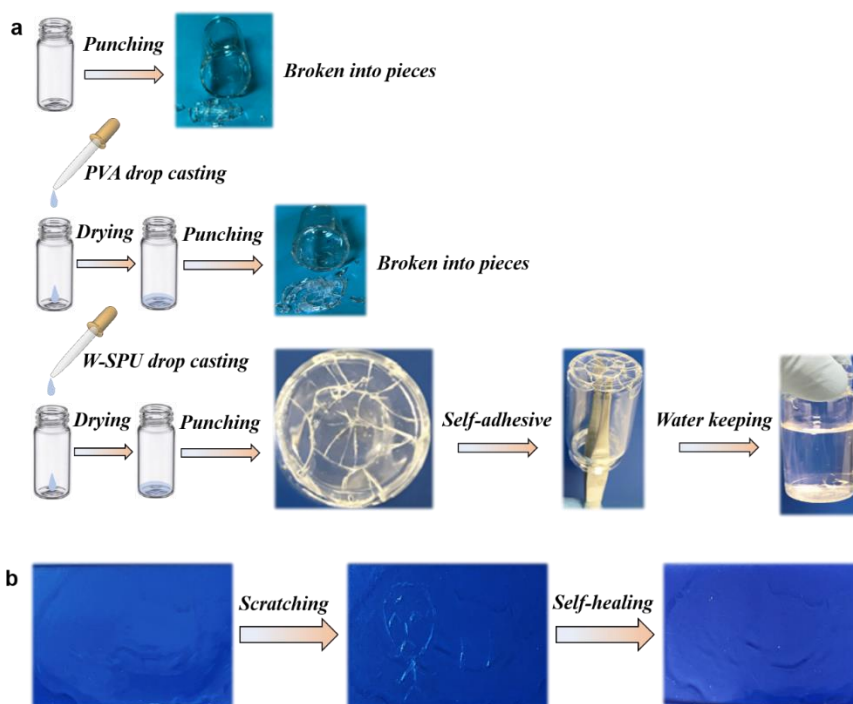 a
Punching
Broken into pieces
PVA drop casting
Drying
Punching
Broken into pieces
W-SPU drop casting
Drying
Punching
Self-adhesive
Water keeping
b
Scratching
Self-healing